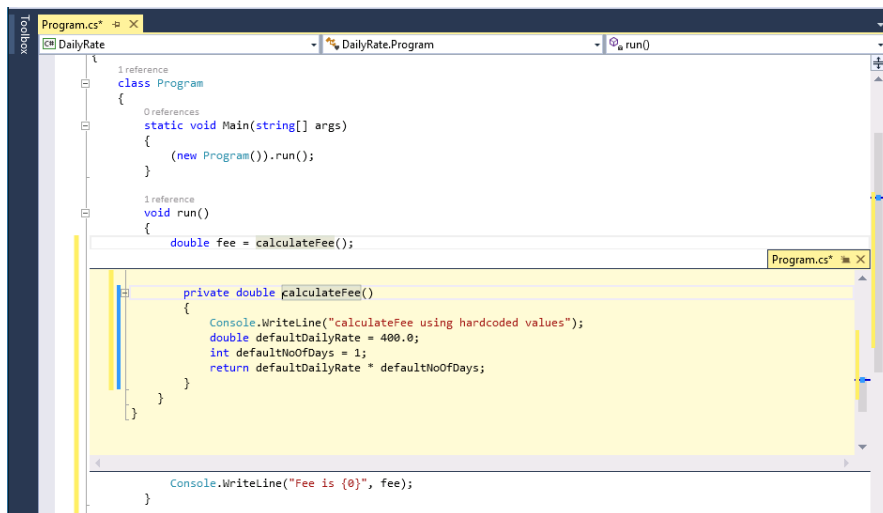 Toolbox
Program.cs*
C# DailyRate
DailyRate.Program
run()
{
1 reference
class Program
{
0 references
static void Main(string[] args)
{
(new Program()).run();
}
1 reference
void run()
{
double fee = calculateFee();
Program.cs*
private double calculateFee()
{
Console.WriteLine("calculateFee using hardcoded values");
double defaultDailyRate = 400.0;
int defaultNoOfDays = 1;
return defaultDailyRate * defaultNoOfDays;
}
}
}
Console.WriteLine("Fee is {0}", fee);
}